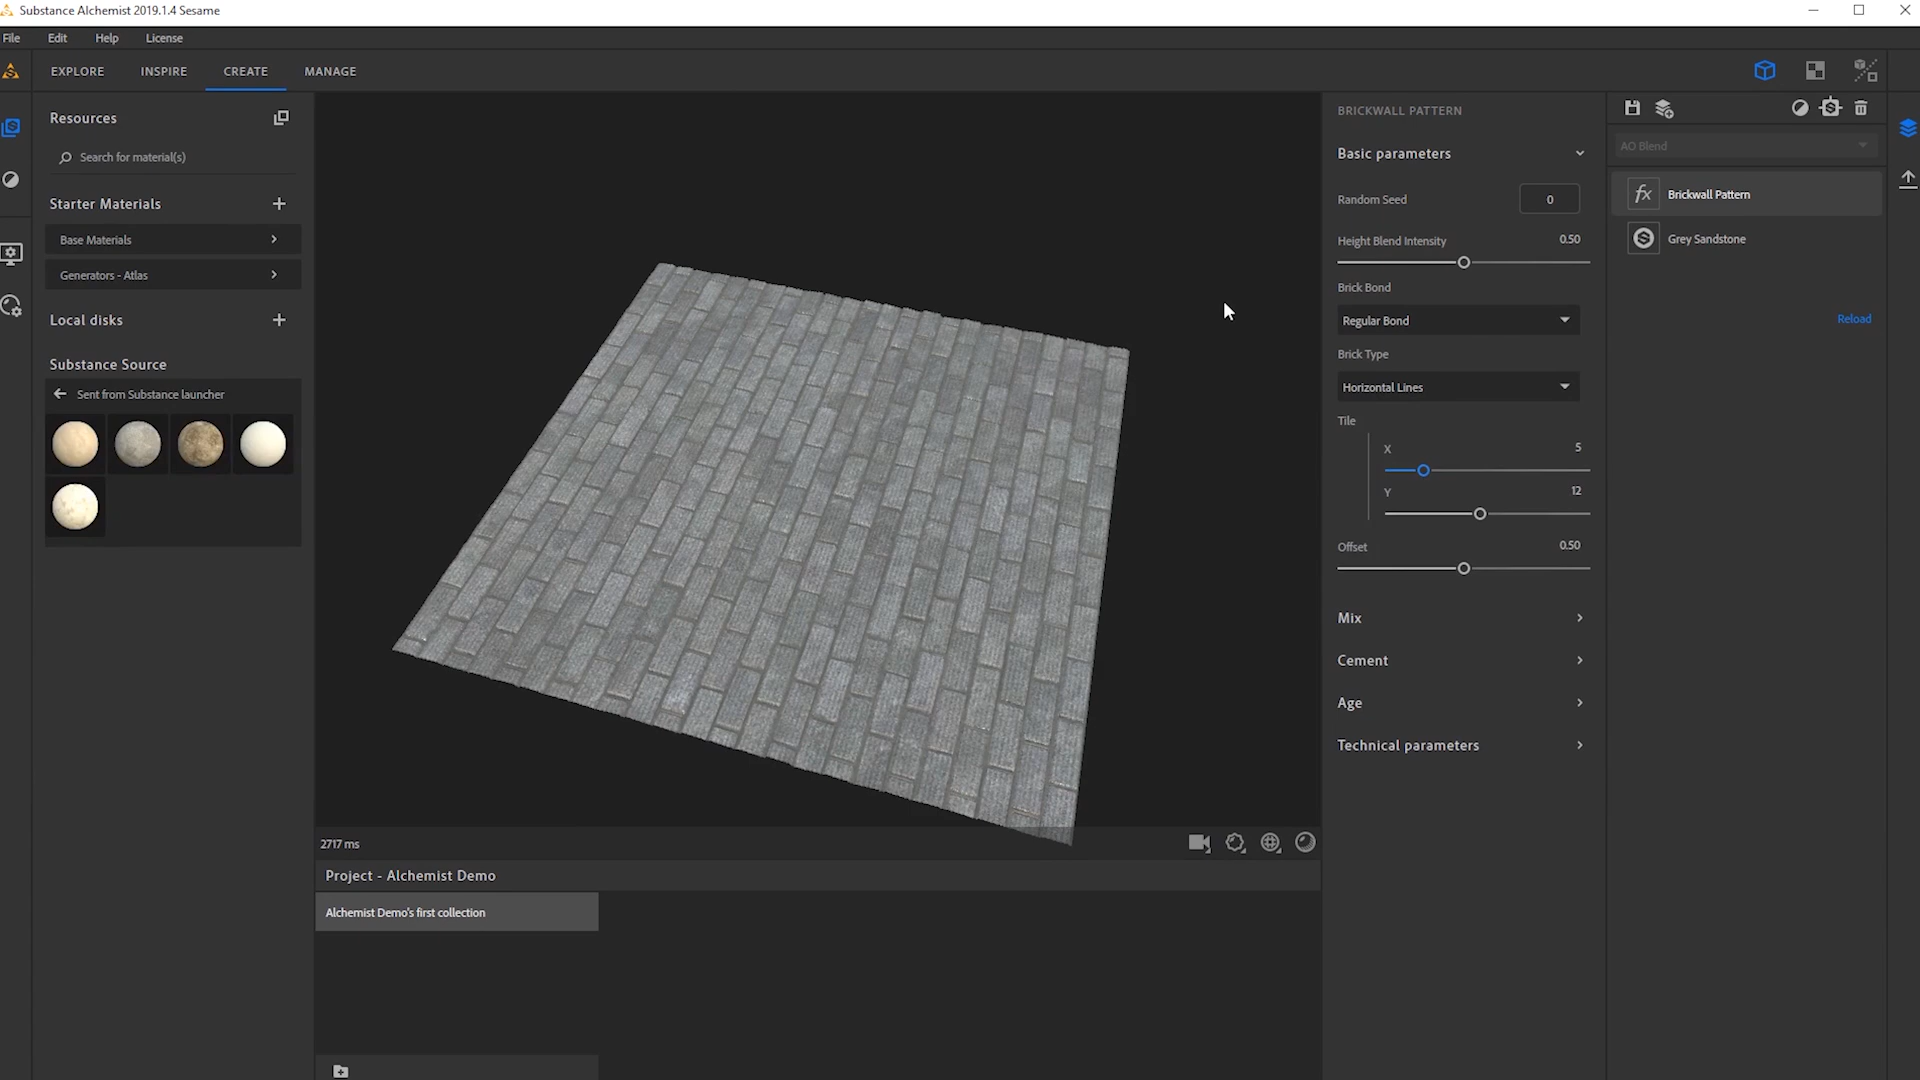 Substance Alchemist 2019.1.4 Sesame
File Edit Help License
EXPLORE INSPIRE CREATE MANAGE
Resources
Search for material(s)
Starter Materials
Base Materials
Generators - Atlas
Local disks
Substance Source
Sent from Substance launcher
2717 ms
Project - Alchemist Demo
Alchemist Demo's first collection
BRICKWALL PATTERN
Basic parameters
Random Seed 0
Height Blend Intensity 0.50
Brick Bond
Regular Bond
Brick Type
Horizontal Lines
Tile
X 5
Y 12
Offset 0.50
Mix
Cement
Age
Technical parameters
AO Blend
fx Brickwall Pattern
Grey Sandstone
Reload